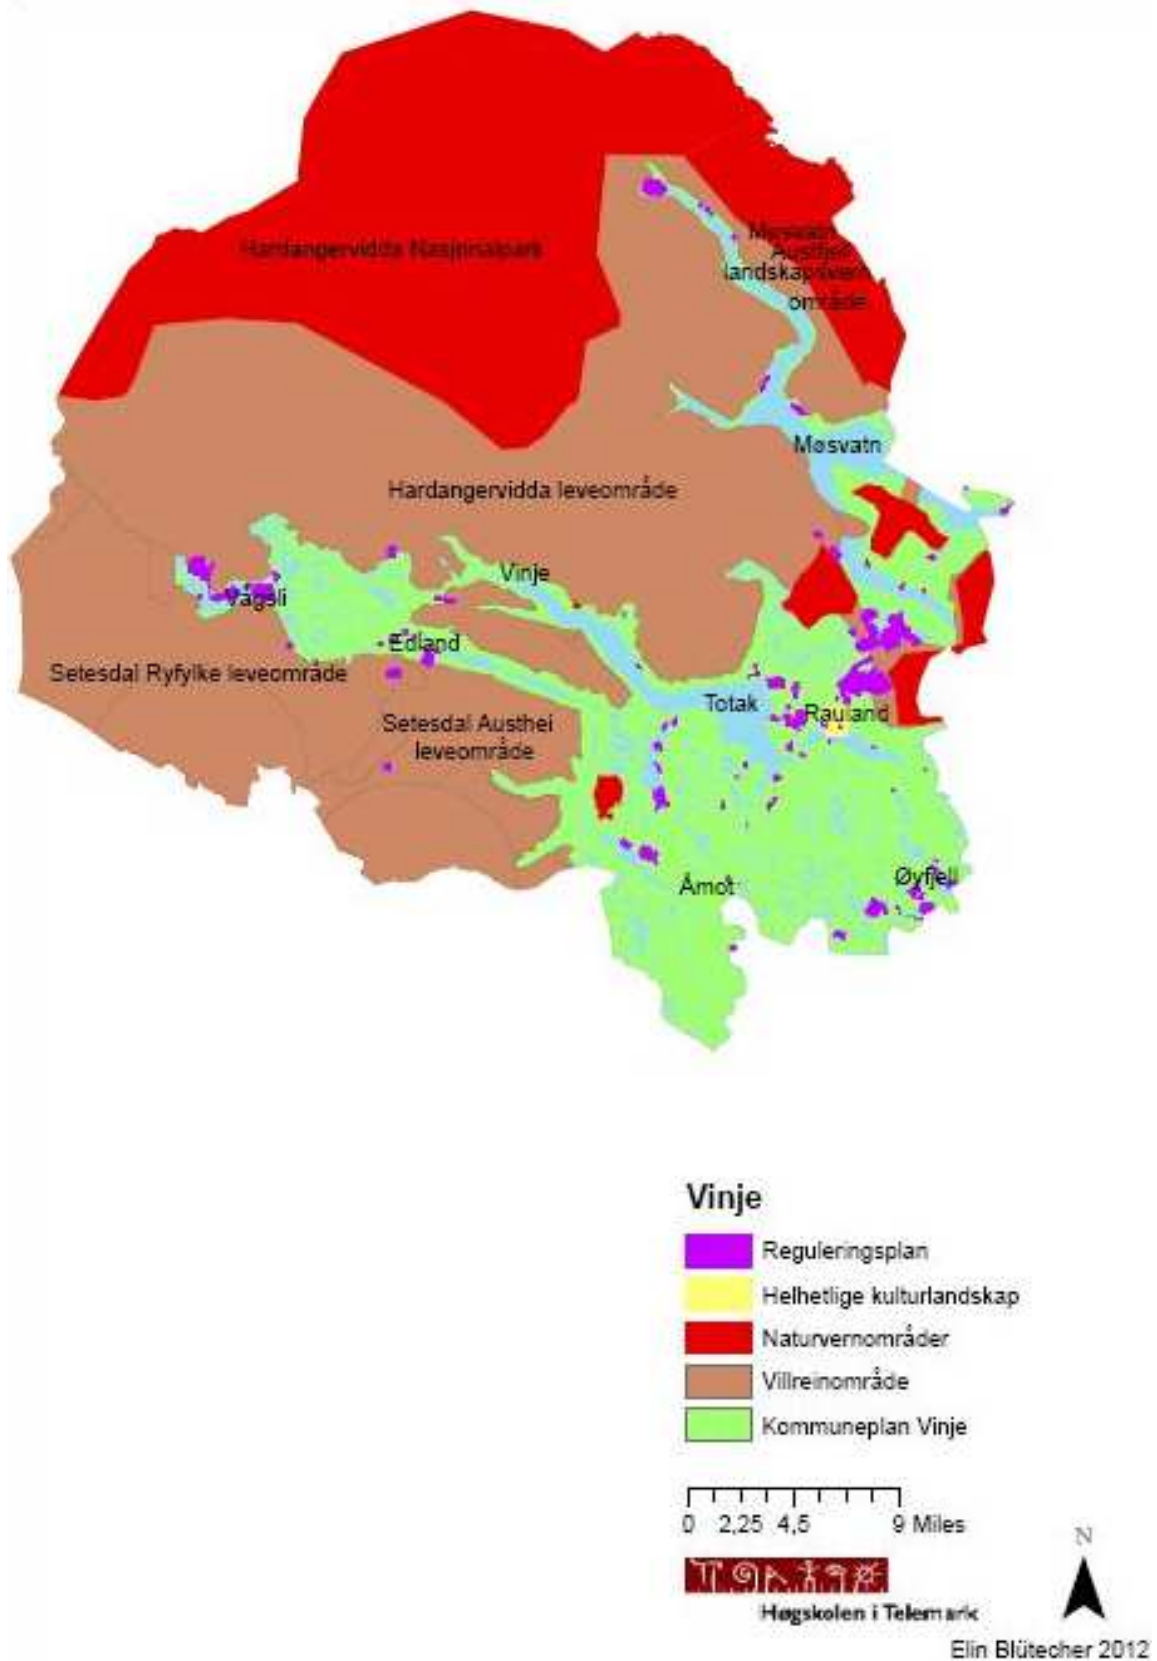 Hardangervidda Nasjonalpark
Møsvatn
Austfjell
landskapsvern
område
Møsvatn
Hardangervidda leveområde
Vinje
Vågsli
Edland
Setesdal Ryfylke leveområde
Totak
Rauland
Setesdal Austhei
leveområde
Øyfjell
Åmot
Vinje
Reguleringsplan
Helhetlige kulturlandskap
Naturvernområder
Villreinområde
Kommuneplan Vinje
0 2,25 4,5 9 Miles
N
Høgskolen i Telemark
Elin Blütecher 2012